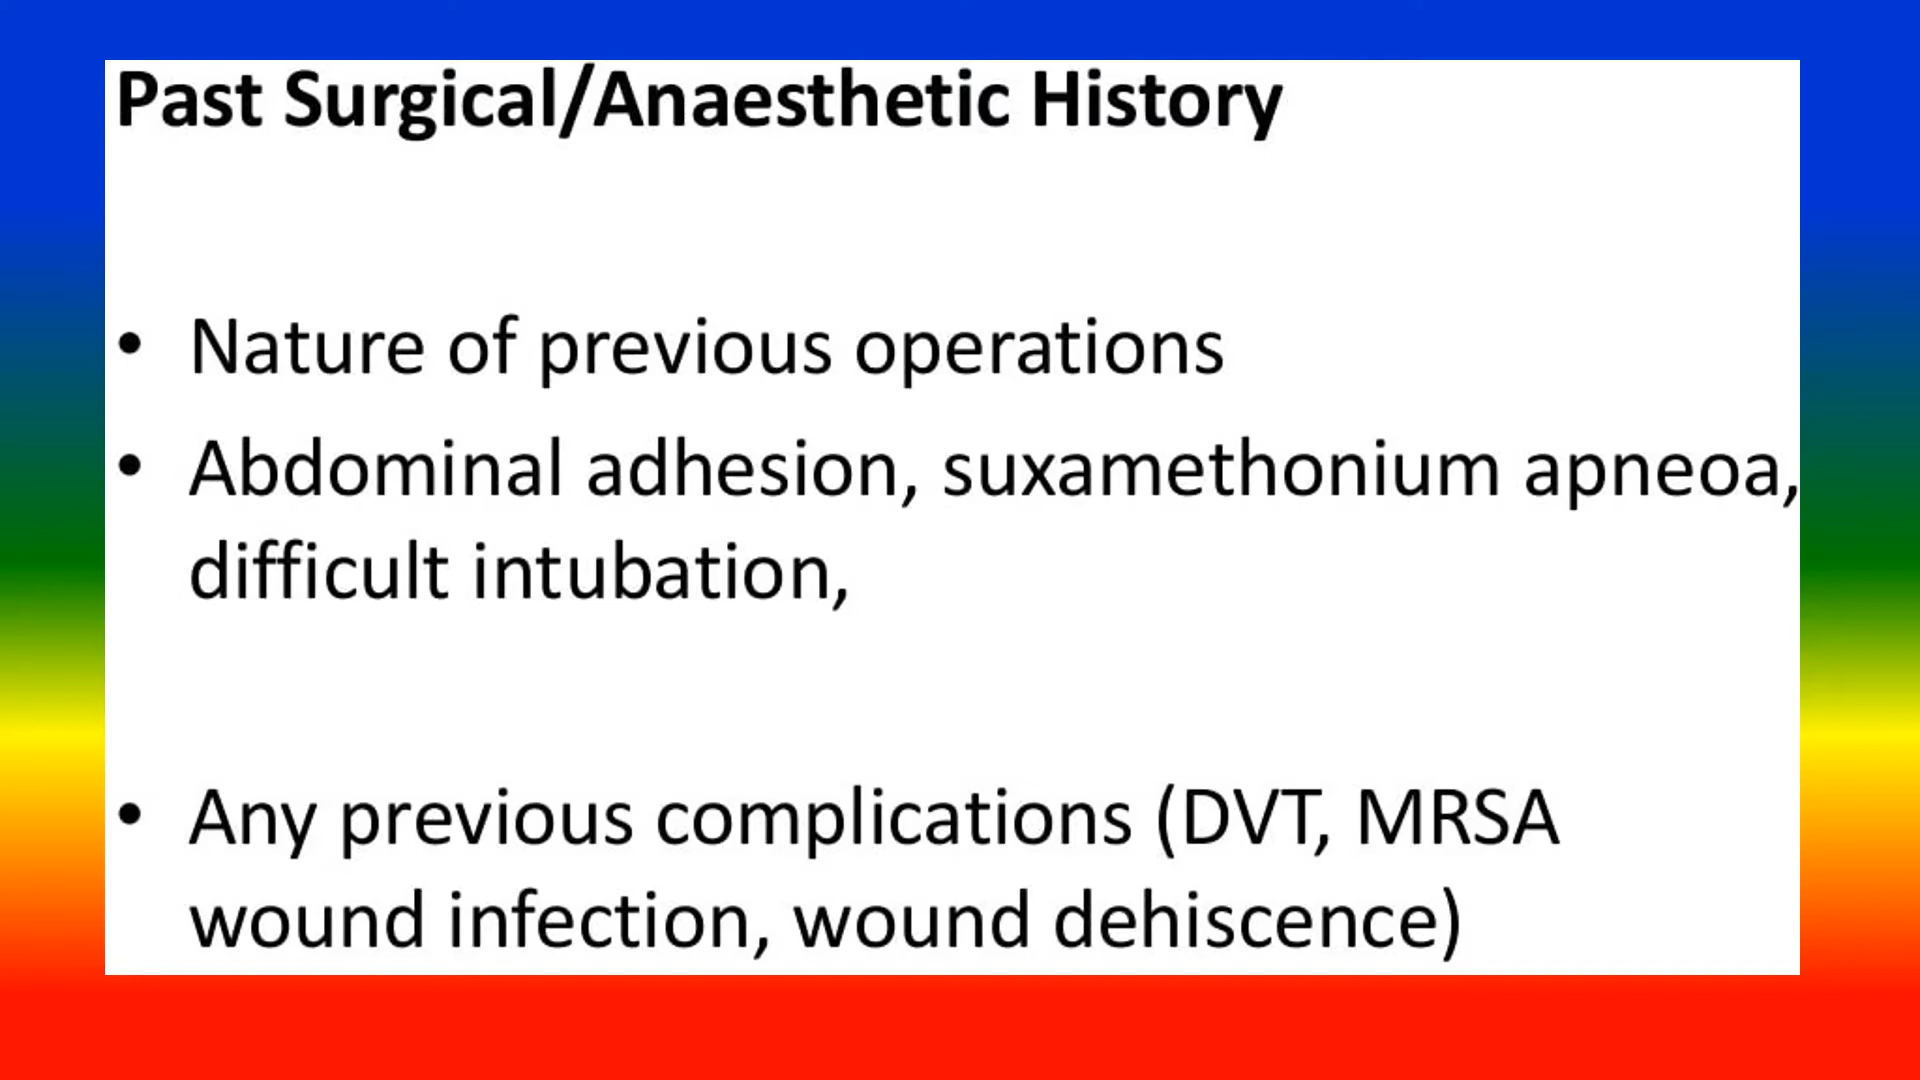 Past Surgical/Anaesthetic History
• Nature of previous operations
• Abdominal adhesion, suxamethonium apneoa,
difficult intubation,
• Any previous complications (DVT, MRSA
wound infection, wound dehiscence)